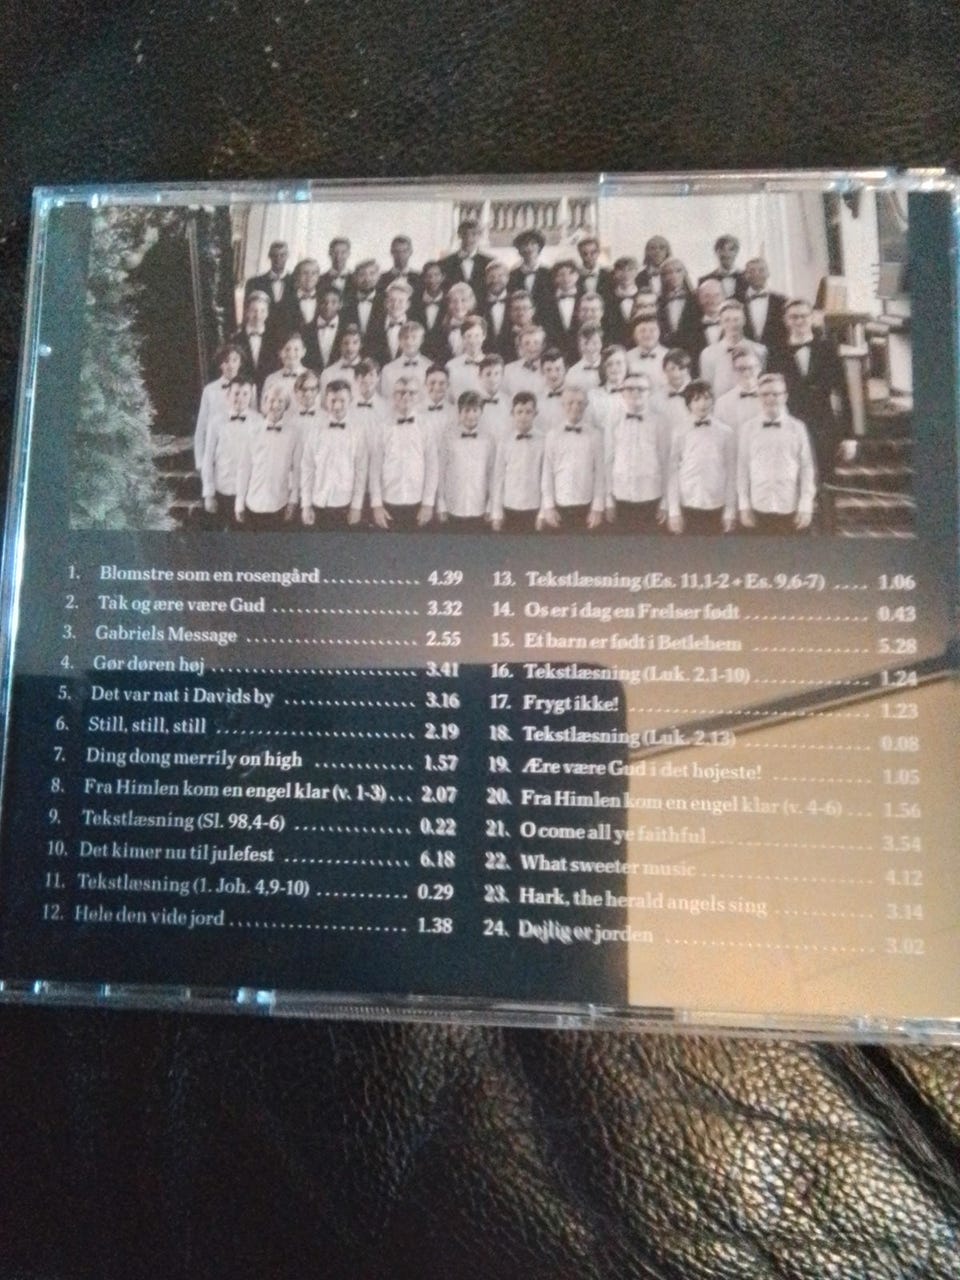 1. Blomstre som en rosengård ............ 4.39
2. Tak og ære være Gud .................. 3.32
3. Gabriels Message ..................... 2.55
4. Gør døren høj ......................... 3.41
5. Det var nat i Davids by ................ 3.16
6. Still, still, still ......................... 2.19
7. Ding dong merrily on high ............ 1.57
8. Fra Himlen kom en engel klar (v. 1-3) ... 2.07
9. Tekstlæsning (Sl. 98,4-6) .............. 0.22
10. Det kimer nu til julefest ................ 6.18
11. Tekstlæsning (1. Joh. 4,9-10) ........... 0.29
12. Hele den vide jord ...................... 1.38
13. Tekstlæsning (Es. 11,1-2 + Es. 9,6-7) .... 1.06
14. Os er i dag en Frelser født ............... 0.43
15. Et barn er født i Betlehem .............. 5.28
16. Tekstlæsning (Luk. 2,1-10) .............. 1.24
17. Frygt ikke! ............................ 1.23
18. Tekstlæsning (Luk. 2.13) ............... 0.08
19. Ære være Gud i det højeste! ............ 1.05
20. Fra Himlen kom en engel klar (v. 4-6) ... 1.56
21. O come all ye faithful ................... 3.54
22. What sweeter music .................... 4.12
23. Hark, the herald angels sing ............ 3.14
24. Dejlig er jorden ........................ 3.02